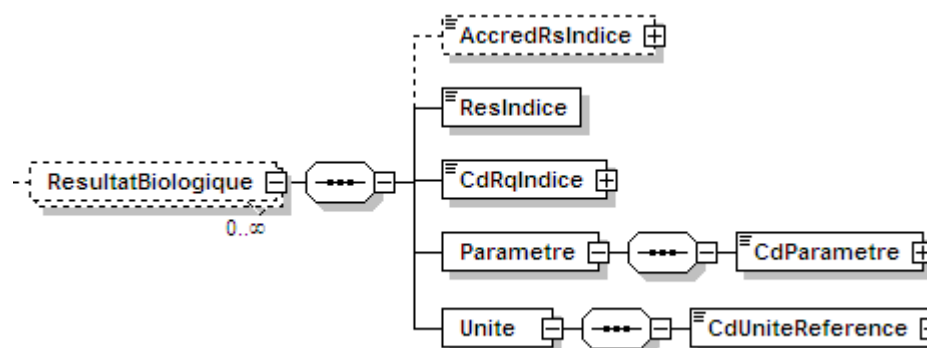 AccredRsIndice
ResIndice
ResultatBiologique
0..∞
CdRqIndice
Parametre
CdParametre
Unite
CdUniteReference